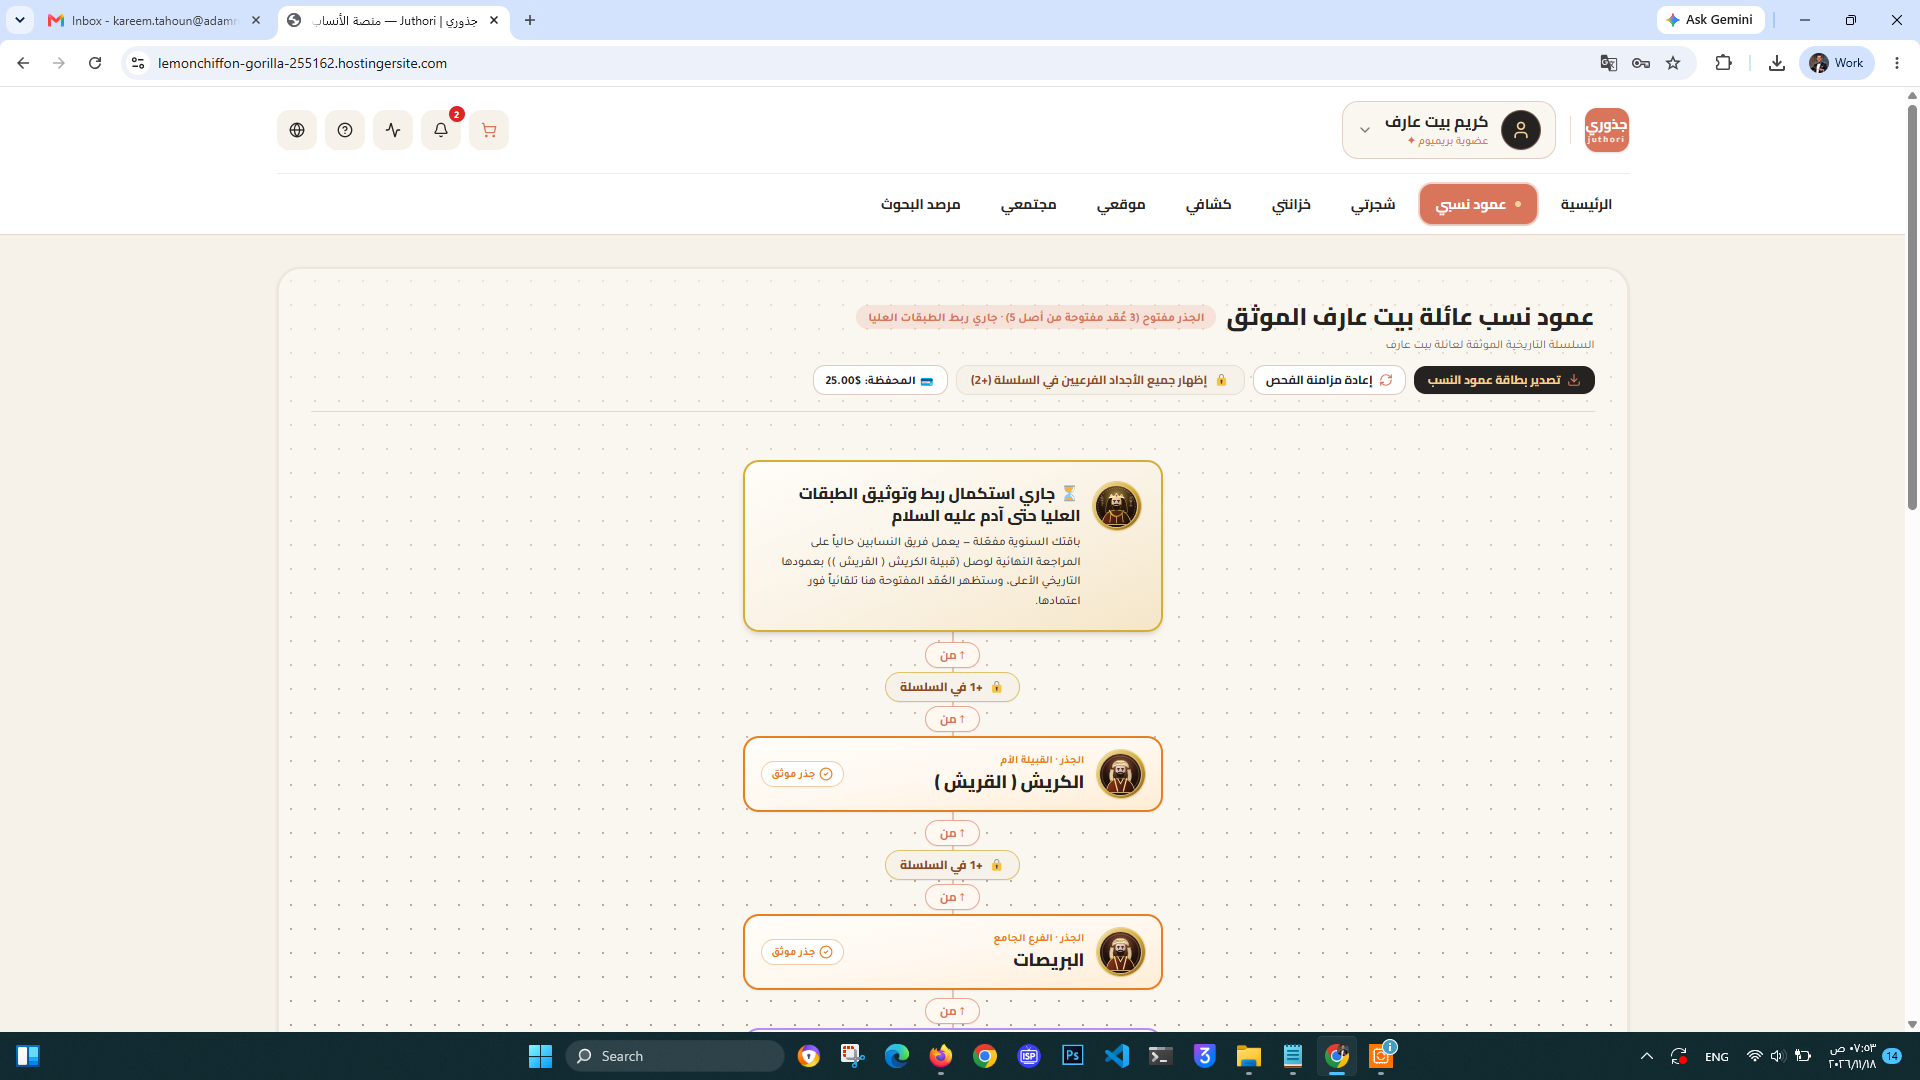 Inbox - kareem.tahoun@adamr
جذوري | Juthori — منصة الأنساب
Ask Gemini
lemonchiffon-gorilla-255162.hostingersite.com
Work
جذوري
juthori
كريم بيت عارف
عضوية بريميوم ✦
2
الرئيسية
عمود نسبي
شجرتي
خزانتي
كشافي
موقعي
مجتمعي
مرصد البحوث
عمود نسب عائلة بيت عارف الموثق
الجذر مفتوح (3 عُقد مفتوحة من أصل 5) · جاري ربط الطبقات العليا
السلسلة التاريخية الموثقة لعائلة بيت عارف
تصدير بطاقة عمود النسب
إعادة مزامنة الفحص
🔒 إظهار جميع الأجداد الفرعيين في السلسلة (+2)
💳 المحفظة: $25.00
⏳ جاري استكمال ربط وتوثيق الطبقات
العليا حتى آدم عليه السلام
باقتك السنوية مفعّلة – يعمل فريق النسابين حالياً على
المراجعة النهائية لوصل (قبيلة الكريش ( القريش )) بعمودها
التاريخي الأعلى، وستظهر العُقد المفتوحة هنا تلقائياً فور
اعتمادها.
↑ من
🔒 +1 في السلسلة
↑ من
الجذر · القبيلة الأم
الكريش ( القريش )
جذر موثق
↑ من
🔒 +1 في السلسلة
↑ من
الجذر · الفرع الجامع
البريصات
جذر موثق
↑ من
Search
ENG
٠٧:٥٣ ص
٢٠٢٦/١١/١٨
14